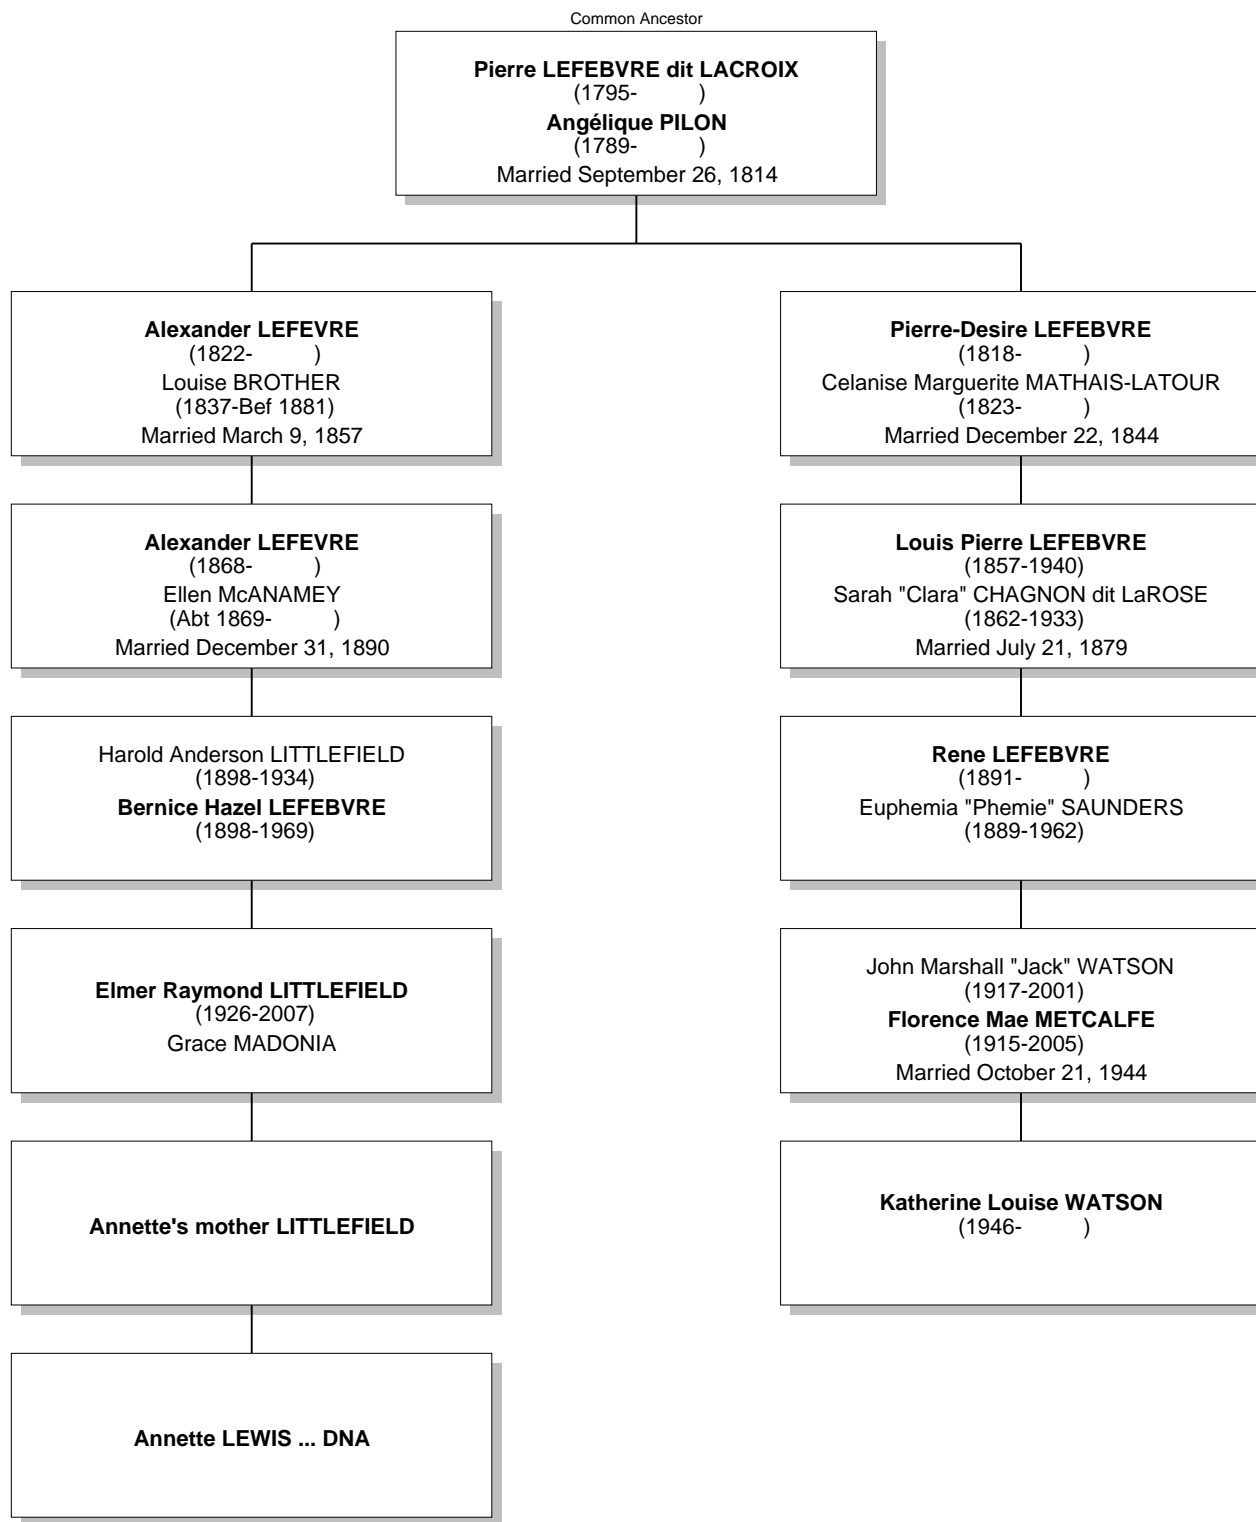 Common Ancestor
Pierre LEFEBVRE dit LACROIX
(1795- )
Angélique PILON
(1789- )
Married September 26, 1814
Alexander LEFEVRE
(1822- )
Louise BROTHER
(1837-Bef 1881)
Married March 9, 1857
Pierre-Desire LEFEBVRE
(1818- )
Celanise Marguerite MATHAIS-LATOUR
(1823- )
Married December 22, 1844
Alexander LEFEVRE
(1868- )
Ellen McANAMEY
(Abt 1869- )
Married December 31, 1890
Louis Pierre LEFEBVRE
(1857-1940)
Sarah "Clara" CHAGNON dit LaROSE
(1862-1933)
Married July 21, 1879
Harold Anderson LITTLEFIELD
(1898-1934)
Bernice Hazel LEFEBVRE
(1898-1969)
Rene LEFEBVRE
(1891- )
Euphemia "Phemie" SAUNDERS
(1889-1962)
Elmer Raymond LITTLEFIELD
(1926-2007)
Grace MADONIA
John Marshall "Jack" WATSON
(1917-2001)
Florence Mae METCALFE
(1915-2005)
Married October 21, 1944
Annette's mother LITTLEFIELD
Katherine Louise WATSON
(1946- )
Annette LEWIS ... DNA